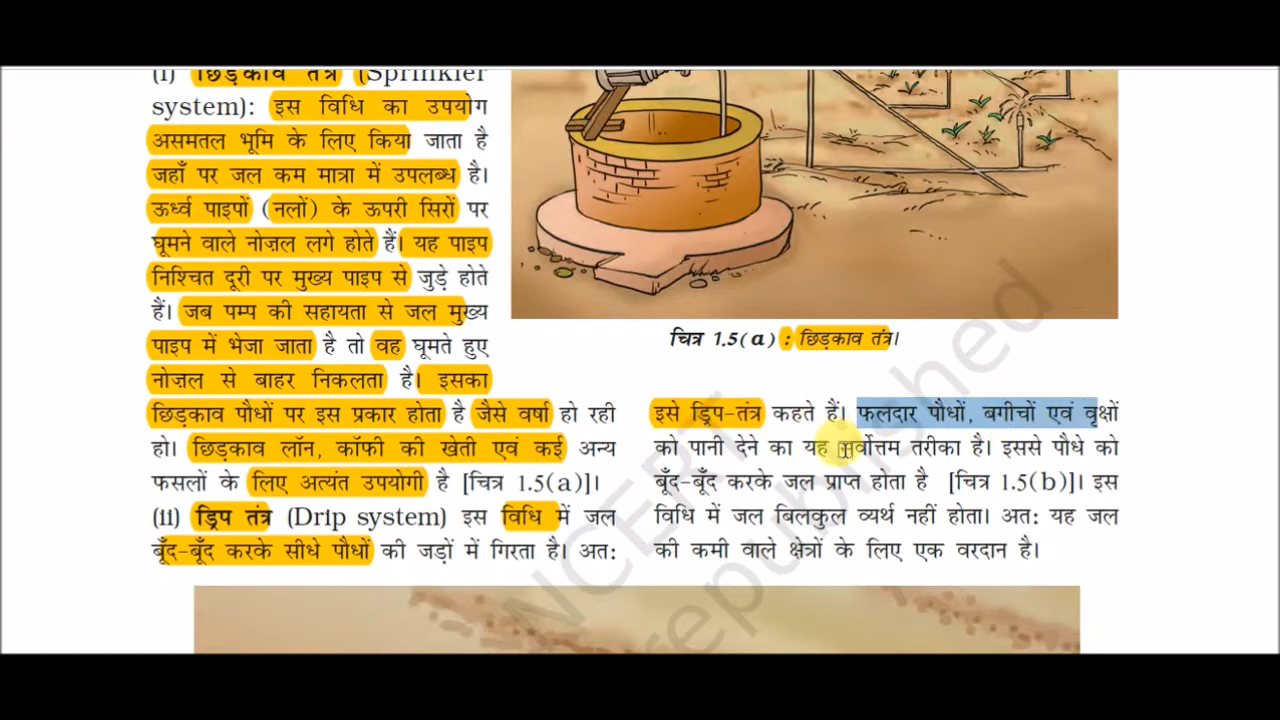 (i) छिड़काव तंत्र (Sprinkler
system): इस विधि का उपयोग
असमतल भूमि के लिए किया जाता है
जहाँ पर जल कम मात्रा में उपलब्ध है।
ऊर्ध्व पाइपों (नलों) के ऊपरी सिरों पर
घूमने वाले नोज़ल लगे होते हैं। यह पाइप
निश्चित दूरी पर मुख्य पाइप से जुड़े होते
हैं। जब पम्प की सहायता से जल मुख्य
पाइप में भेजा जाता है तो वह घूमते हुए
नोज़ल से बाहर निकलता है। इसका
छिड़काव पौधों पर इस प्रकार होता है जैसे वर्षा हो रही
हो। छिड़काव लॉन, कॉफी की खेती एवं कई अन्य
फसलों के लिए अत्यंत उपयोगी है [चित्र 1.5(a)]।
(ii) ड्रिप तंत्र (Drip system) इस विधि में जल
बूँद-बूँद करके सीधे पौधों की जड़ों में गिरता है। अत:
चित्र 1.5(a) : छिड़काव तंत्र।
इसे ड्रिप-तंत्र कहते हैं। फलदार पौधों, बगीचों एवं वृक्षों
को पानी देने का यह सर्वोत्तम तरीका है। इससे पौधे को
बूँद-बूँद करके जल प्राप्त होता है [चित्र 1.5(b)]। इस
विधि में जल बिलकुल व्यर्थ नहीं होता। अत: यह जल
की कमी वाले क्षेत्रों के लिए एक वरदान है।
NCERT
republished